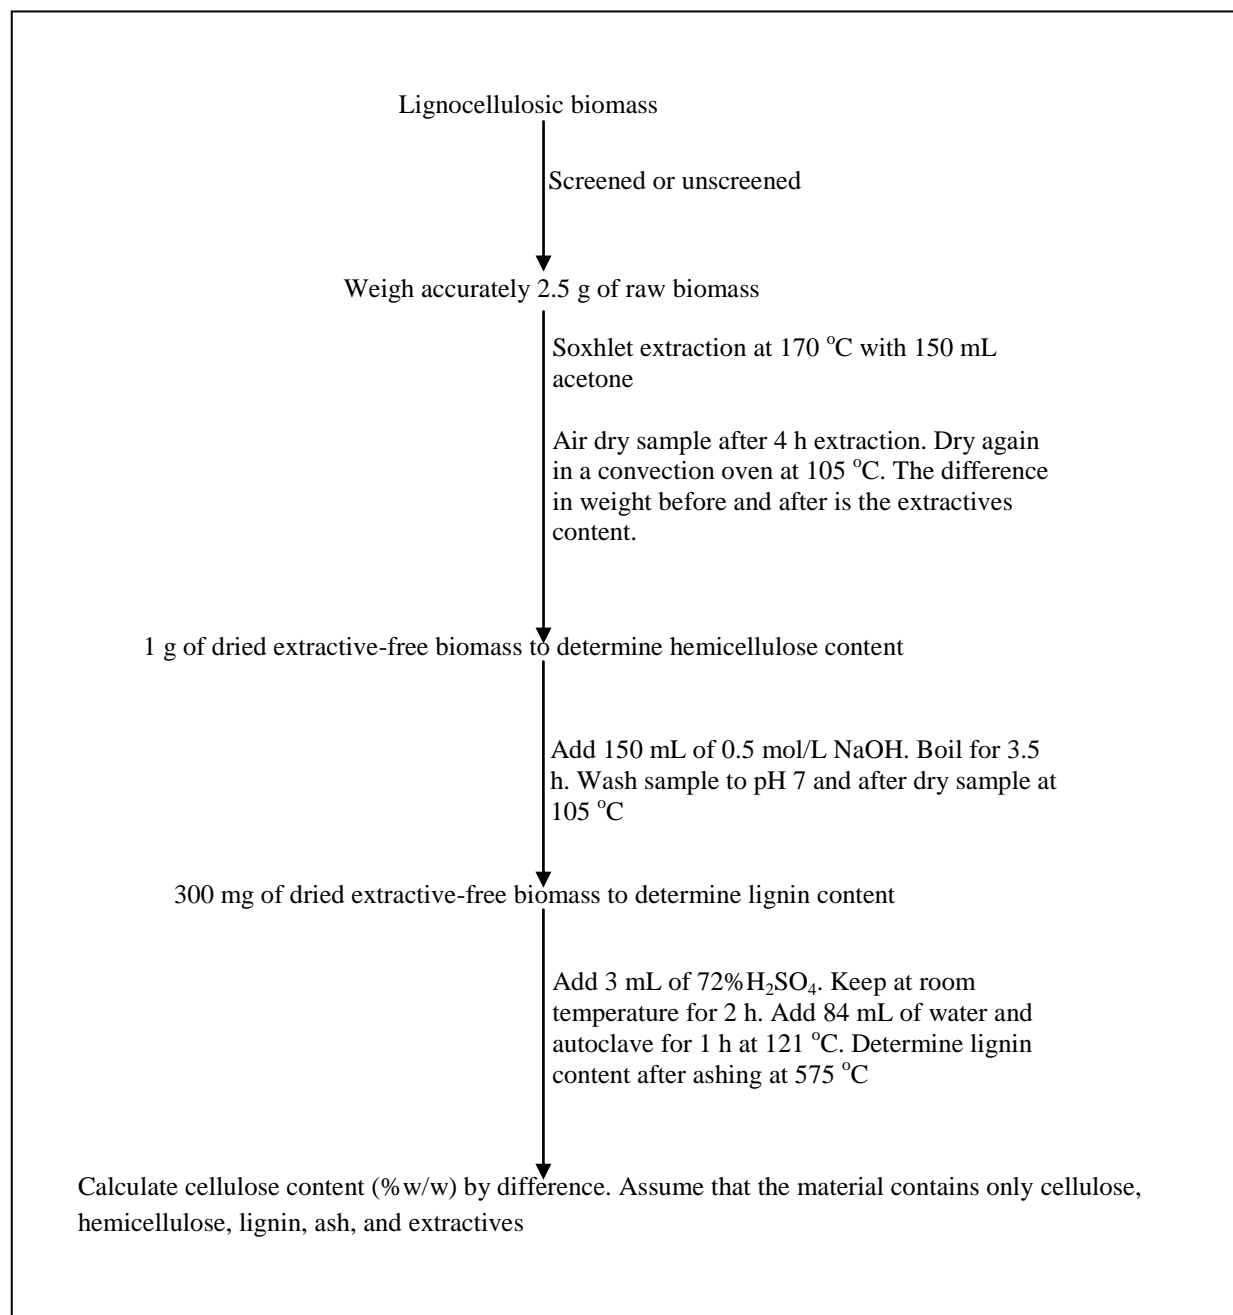 Lignocellulosic biomass
Screened or unscreened
Weigh accurately 2.5 g of raw biomass
Soxhlet extraction at 170 °C with 150 mL
acetone
Air dry sample after 4 h extraction. Dry again
in a convection oven at 105 °C. The difference
in weight before and after is the extractives
content.
1 g of dried extractive-free biomass to determine hemicellulose content
Add 150 mL of 0.5 mol/L NaOH. Boil for 3.5
h. Wash sample to pH 7 and after dry sample at
105 °C
300 mg of dried extractive-free biomass to determine lignin content
Add 3 mL of 72%H₂SO₄. Keep at room
temperature for 2 h. Add 84 mL of water and
autoclave for 1 h at 121 °C. Determine lignin
content after ashing at 575 °C
Calculate cellulose content (%w/w) by difference. Assume that the material contains only cellulose,
hemicellulose, lignin, ash, and extractives